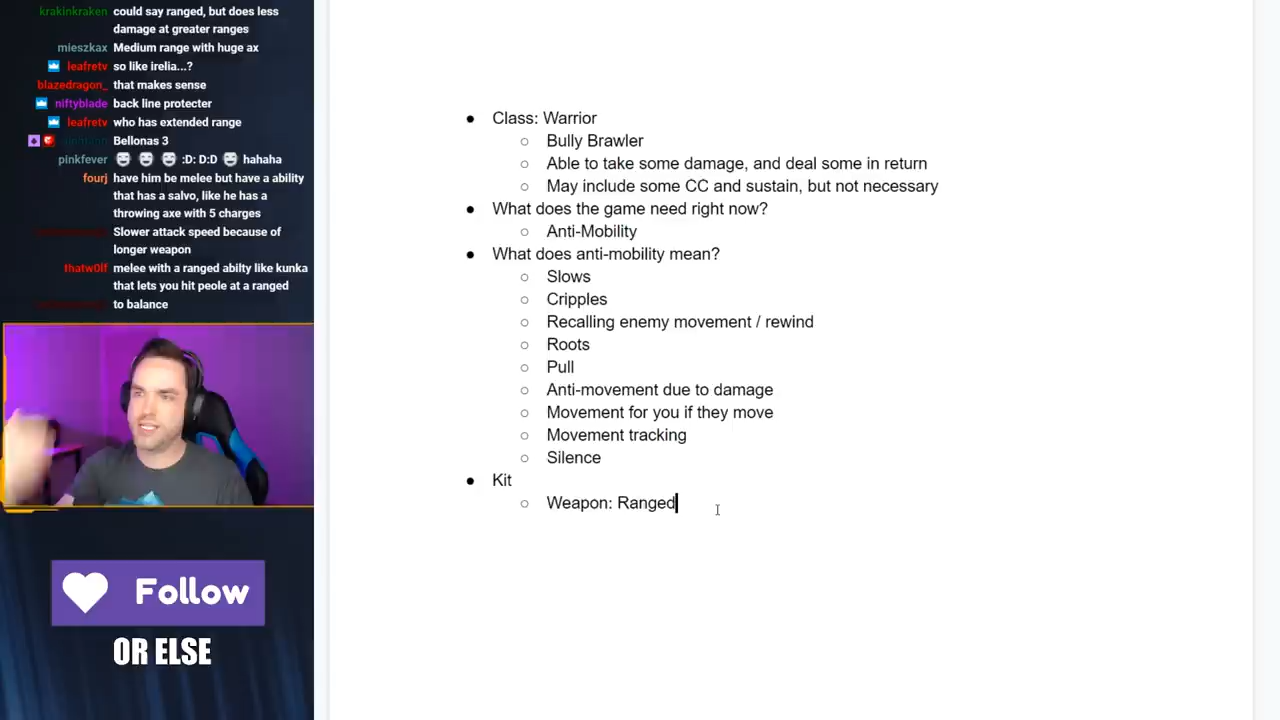 krakinkraken could say ranged, but does less
damage at greater ranges
mieszkax Medium range with huge ax
leafretv so like irelia...?
blazedragon_ that makes sense
niftyblade back line protecter
leafretv who has extended range
Bellonas 3
pinkfever :D: D:D hahaha
fourj have him be melee but have a ability
that has a salvo, like he has a
throwing axe with 5 charges
Slower attack speed because of
longer weapon
thatw0lf melee with a ranged abilty like kunka
that lets you hit peole at a ranged
to balance
Follow
OR ELSE
● Class: Warrior
○ Bully Brawler
○ Able to take some damage, and deal some in return
○ May include some CC and sustain, but not necessary
● What does the game need right now?
○ Anti-Mobility
● What does anti-mobility mean?
○ Slows
○ Cripples
○ Recalling enemy movement / rewind
○ Roots
○ Pull
○ Anti-movement due to damage
○ Movement for you if they move
○ Movement tracking
○ Silence
● Kit
○ Weapon: Ranged